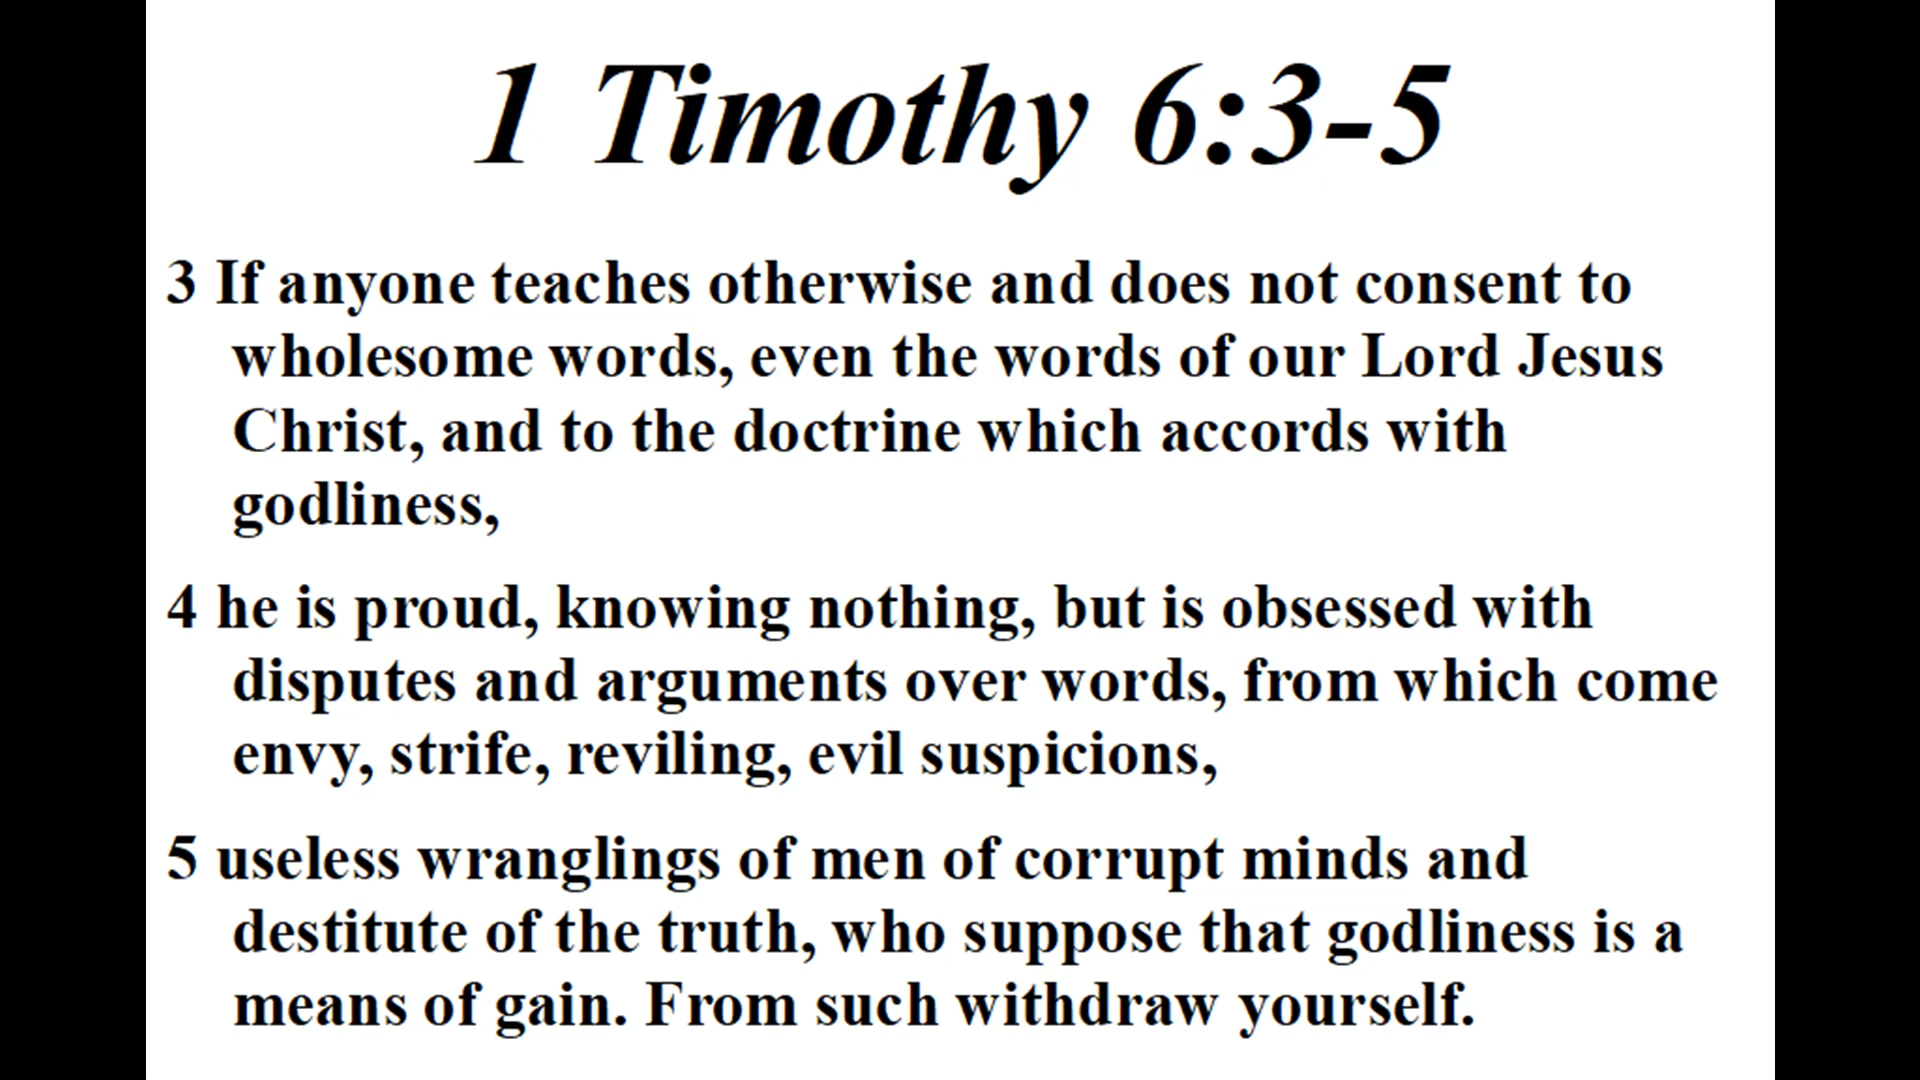 1 Timothy 6:3-5
3 If anyone teaches otherwise and does not consent to
wholesome words, even the words of our Lord Jesus
Christ, and to the doctrine which accords with
godliness,
4 he is proud, knowing nothing, but is obsessed with
disputes and arguments over words, from which come
envy, strife, reviling, evil suspicions,
5 useless wranglings of men of corrupt minds and
destitute of the truth, who suppose that godliness is a
means of gain. From such withdraw yourself.